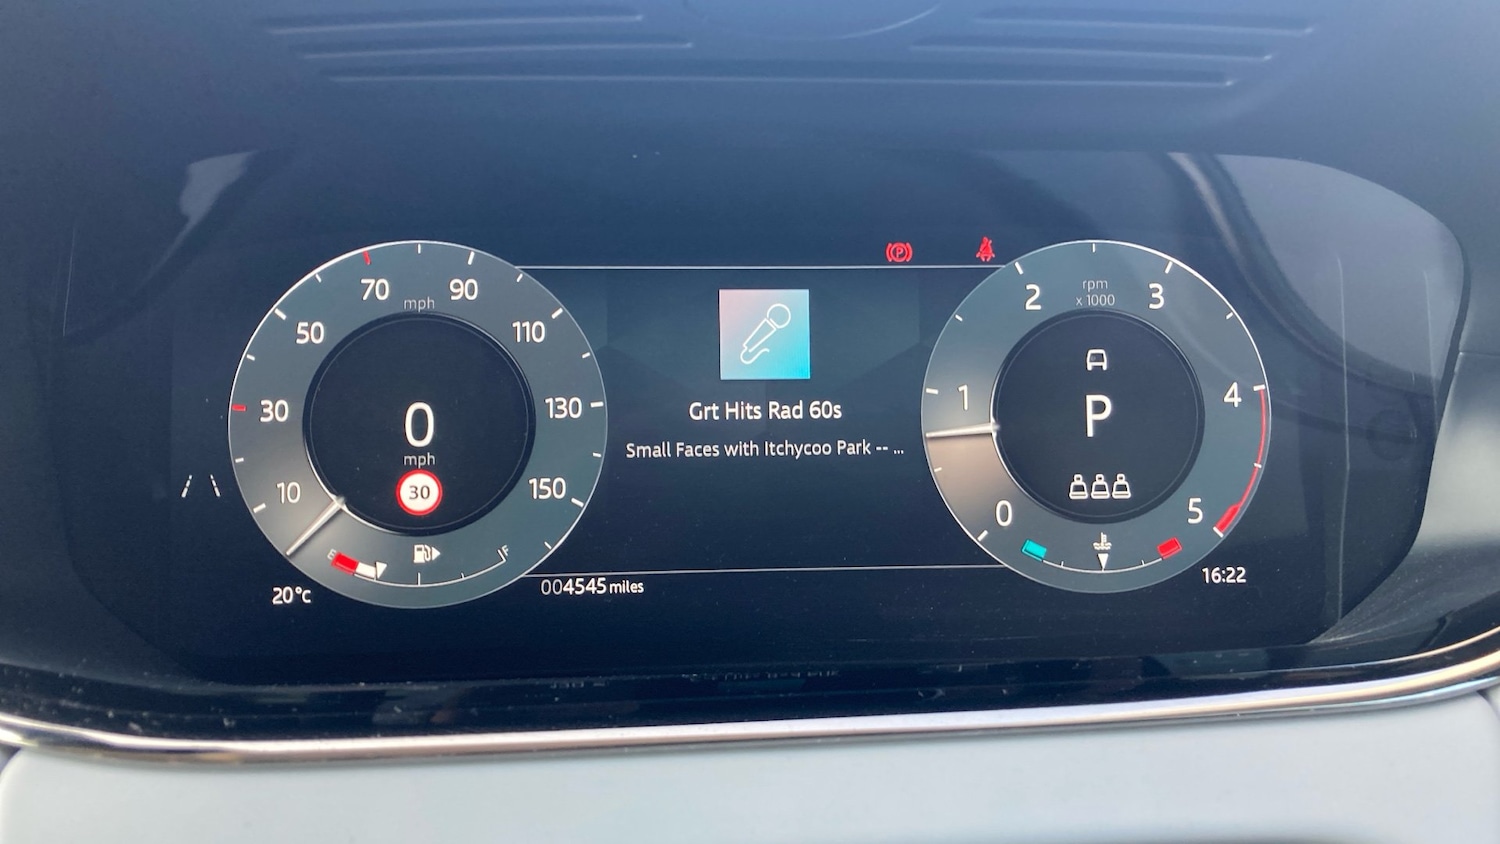 70
mph
90
50
110
30
130
10
150
0
mph
30
E
F
20°C
004545 miles
Grt Hits Rad 60s
Small Faces with Itchycoo Park -- ...
P
rpm
x 1000
2
3
1
4
0
5
P
16:22